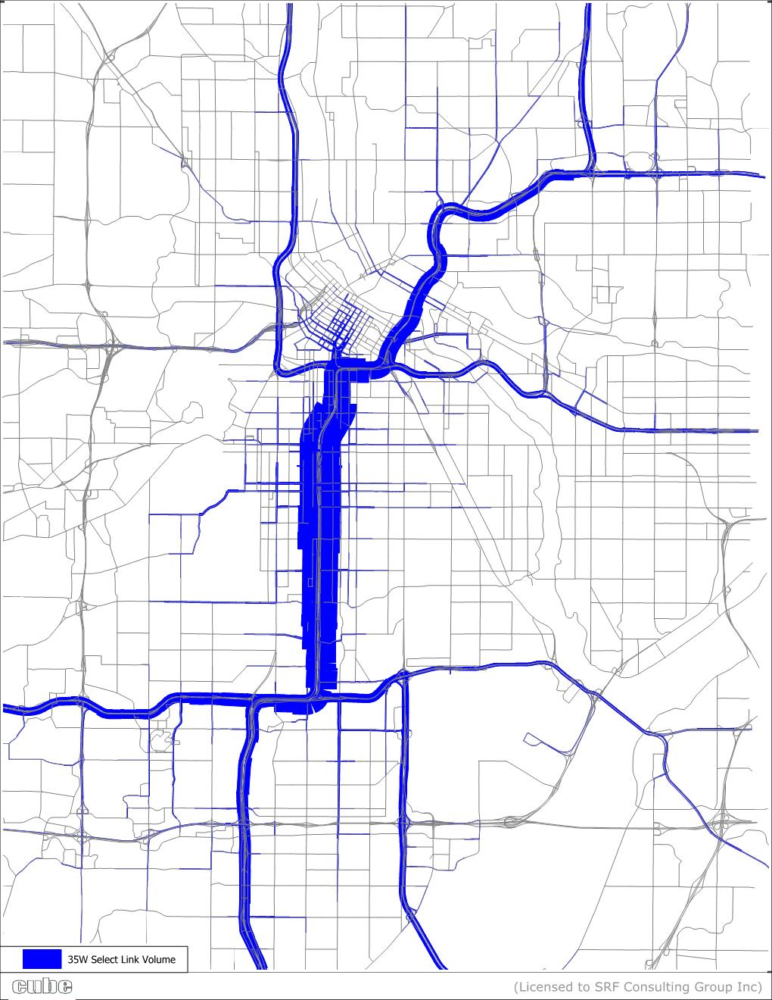 35W Select Link Volume
cube
(Licensed to SRF Consulting Group Inc)